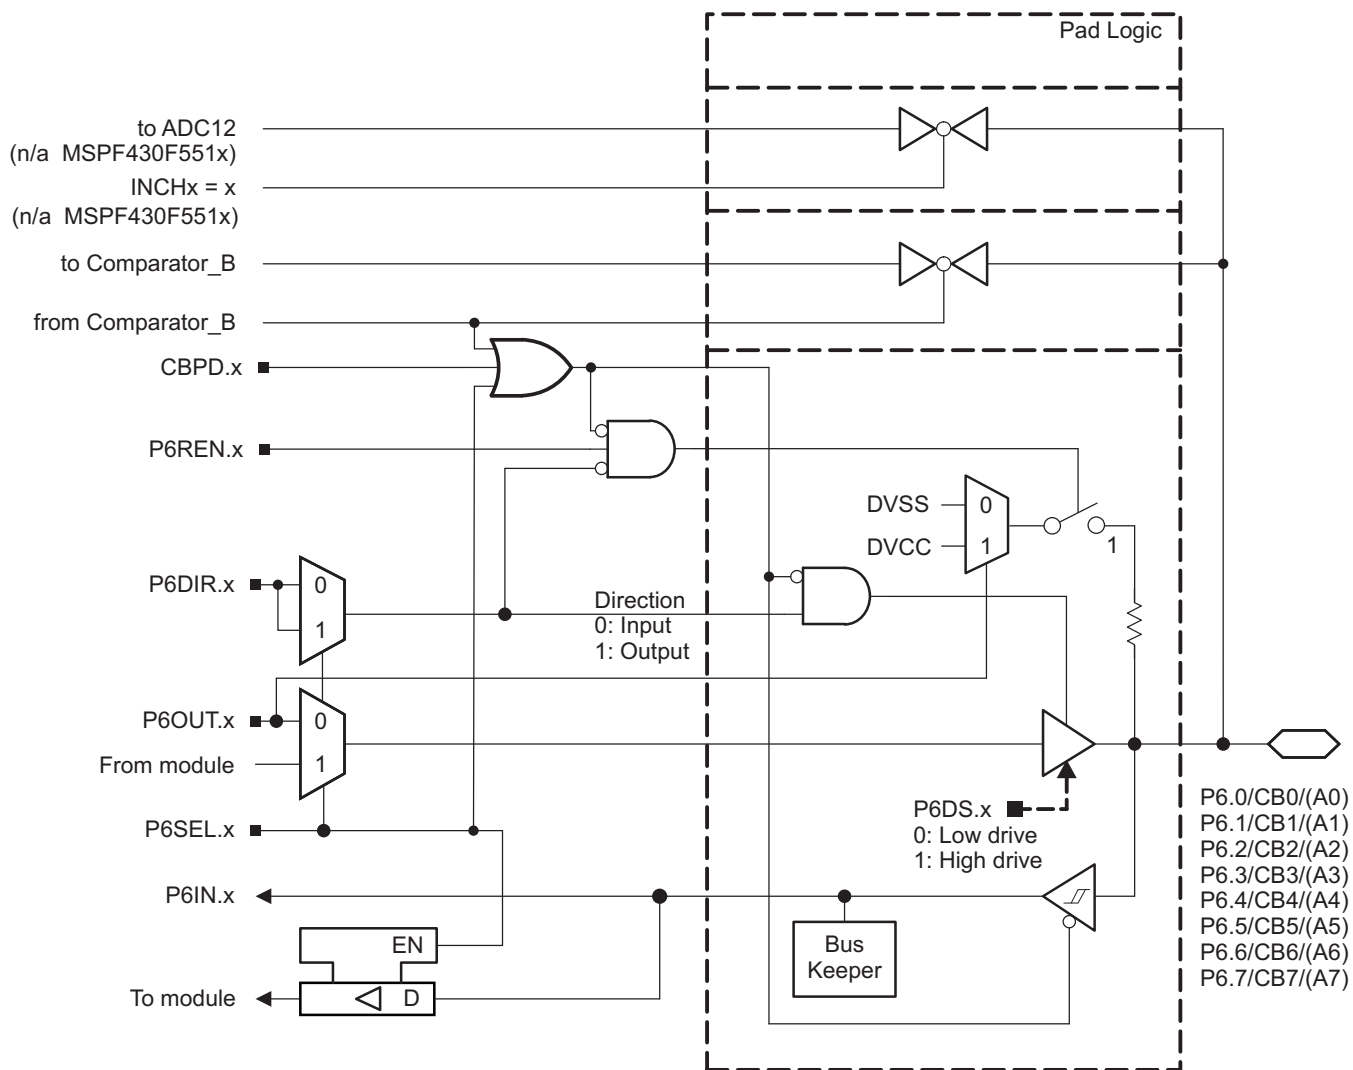 Pad Logic
to ADC12
(n/a MSPF430F551x)
INCHx = x
(n/a MSPF430F551x)
to Comparator_B
from Comparator_B
CBPD.x
P6REN.x
DVSS
0
DVCC
1
1
P6DIR.x
0
1
Direction
0: Input
1: Output
P6OUT.x
0
From module
1
P6SEL.x
P6DS.x
0: Low drive
1: High drive
P6.0/CB0/(A0)
P6.1/CB1/(A1)
P6.2/CB2/(A2)
P6.3/CB3/(A3)
P6.4/CB4/(A4)
P6.5/CB5/(A5)
P6.6/CB6/(A6)
P6.7/CB7/(A7)
P6IN.x
EN
Bus
Keeper
To module
D